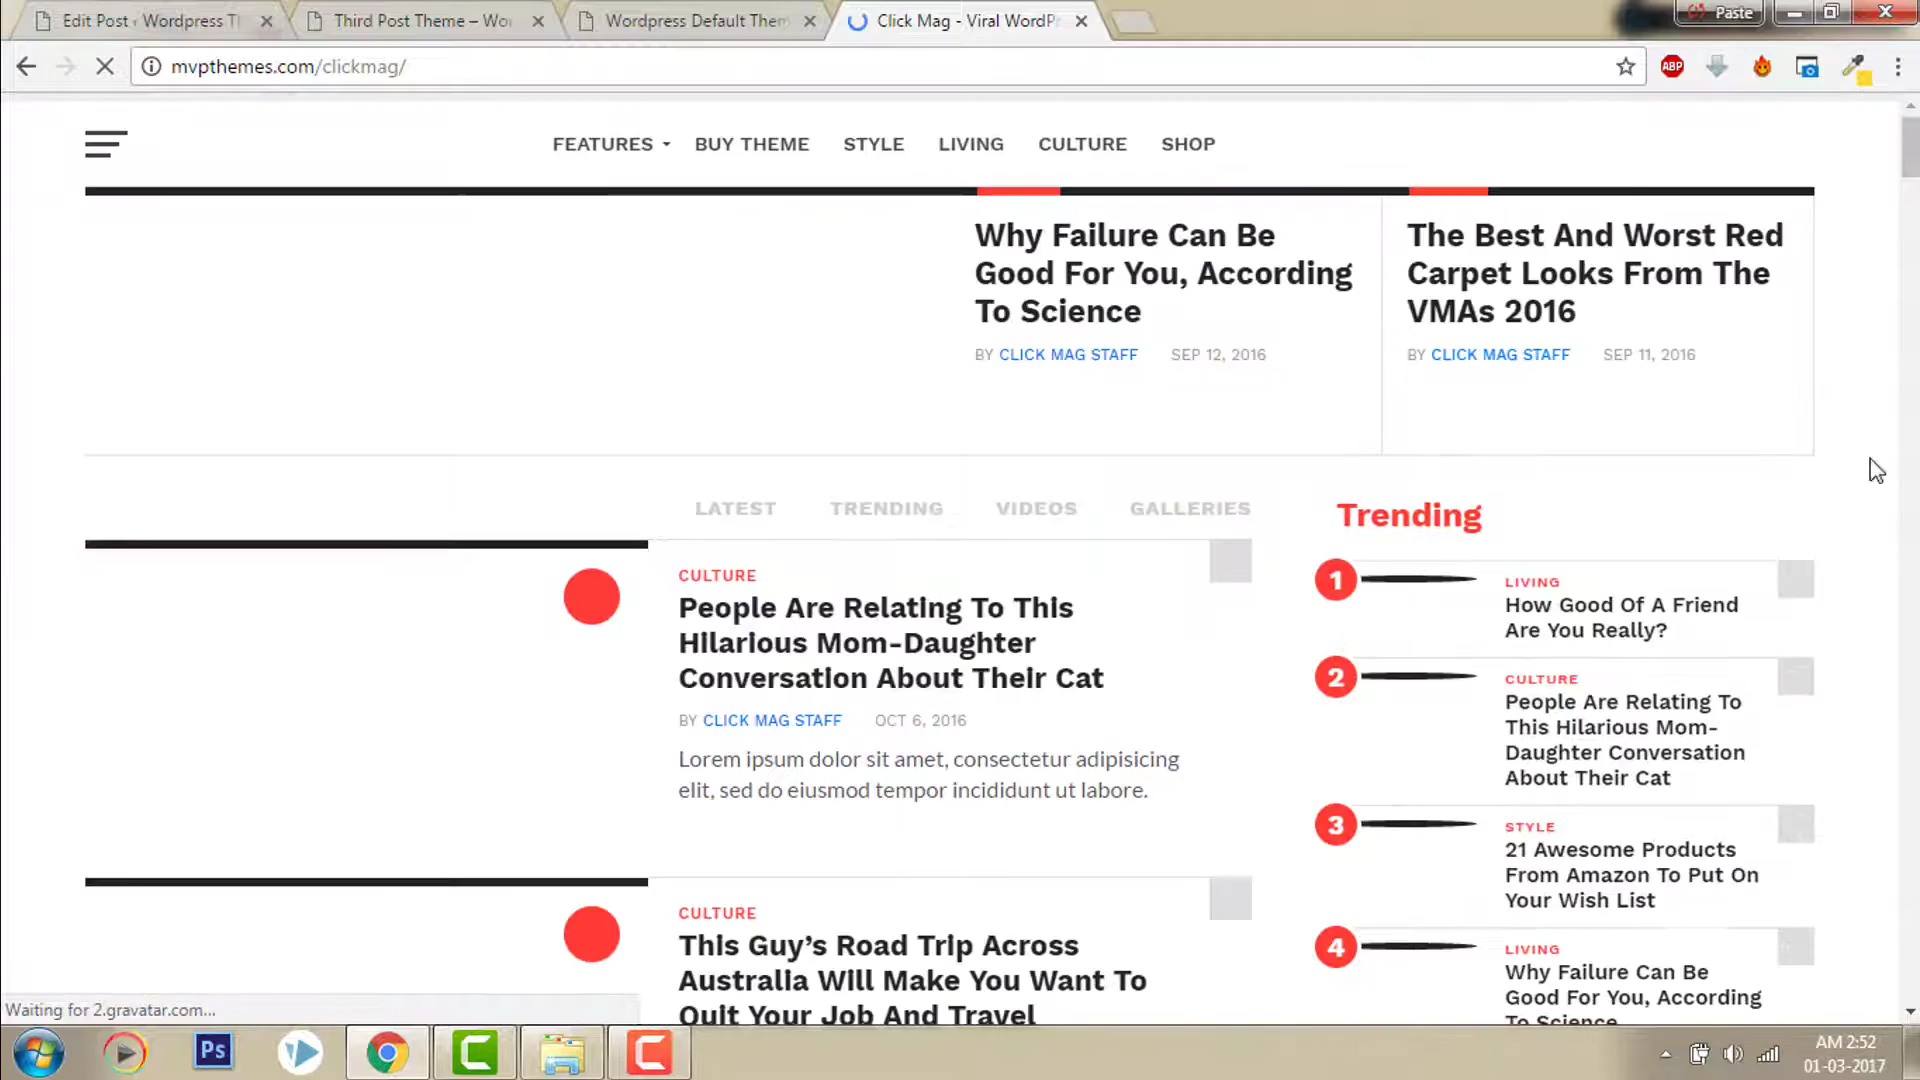 Edit Post ‹ Wordpress T
Third Post Theme – Wo
Wordpress Default Then
Click Mag - Viral WordP
Paste
mvpthemes.com/clickmag/
ABP
FEATURES
BUY THEME
STYLE
LIVING
CULTURE
SHOP
Why Failure Can Be
Good For You, According
To Science
BY CLICK MAG STAFF SEP 12, 2016
The Best And Worst Red
Carpet Looks From The
VMAs 2016
BY CLICK MAG STAFF SEP 11, 2016
LATEST
TRENDING
VIDEOS
GALLERIES
CULTURE
People Are Relating To This
Hilarious Mom-Daughter
Conversation About Their Cat
BY CLICK MAG STAFF OCT 6, 2016
Lorem ipsum dolor sit amet, consectetur adipisicing
elit, sed do eiusmod tempor incididunt ut labore.
CULTURE
This Guy’s Road Trip Across
Australia Will Make You Want To
Quit Your Job And Travel
Trending
1
LIVING
How Good Of A Friend
Are You Really?
2
CULTURE
People Are Relating To
This Hilarious Mom-
Daughter Conversation
About Their Cat
3
STYLE
21 Awesome Products
From Amazon To Put On
Your Wish List
4
LIVING
Why Failure Can Be
Good For You, According
To Science
Waiting for 2.gravatar.com...
Ps
AM 2:52
01-03-2017